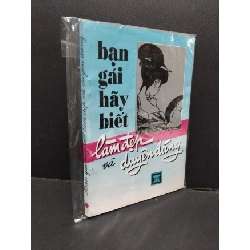 bạn gái
hãy biết
làm đẹp
và duyên dáng